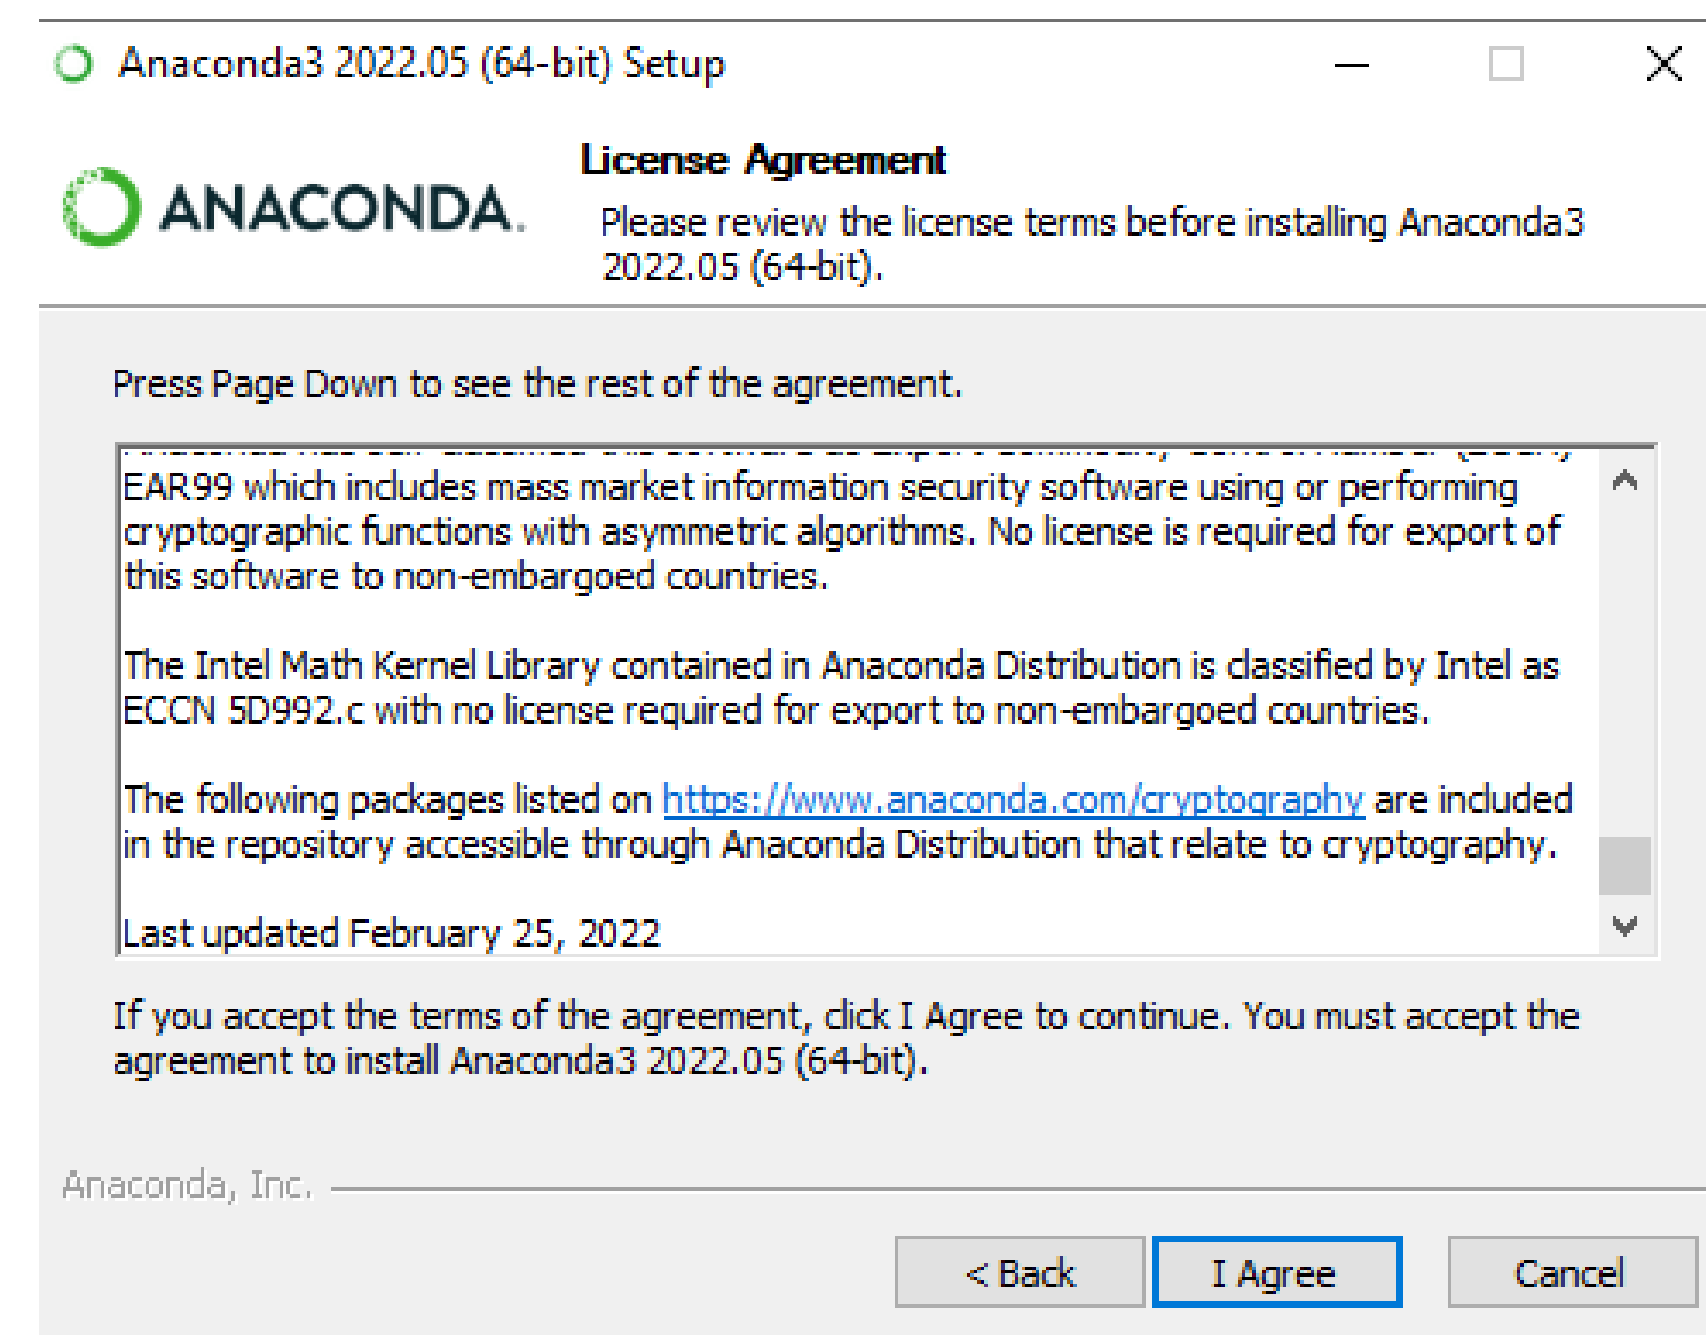 Anaconda3 2022.05 (64-bit) Setup
ANACONDA.
License Agreement
Please review the license terms before installing Anaconda3
2022.05 (64-bit).
Press Page Down to see the rest of the agreement.
EAR99 which includes mass market information security software using or performing
cryptographic functions with asymmetric algorithms. No license is required for export of
this software to non-embargoed countries.
The Intel Math Kernel Library contained in Anaconda Distribution is classified by Intel as
ECCN 5D992.c with no license required for export to non-embargoed countries.
The following packages listed on https://www.anaconda.com/cryptography are included
in the repository accessible through Anaconda Distribution that relate to cryptography.
Last updated February 25, 2022
If you accept the terms of the agreement, click I Agree to continue. You must accept the
agreement to install Anaconda3 2022.05 (64-bit).
Anaconda, Inc.
< Back
I Agree
Cancel